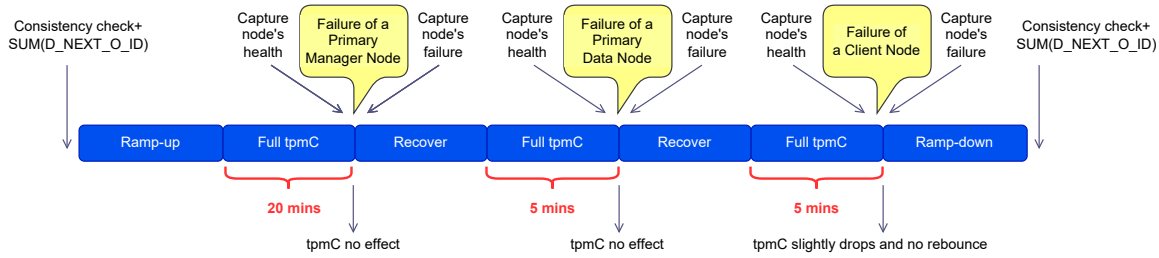 Consistency check+
SUM(D_NEXT_O_ID)
Capture
node's
health
Failure of a
Primary
Manager Node
Capture
node's
failure
Capture
node's
health
Failure of a
Primary
Data Node
Capture
node's
failure
Capture
node's
health
Failure of
a Client Node
Capture
node's
failure
Consistency check+
SUM(D_NEXT_O_ID)
Ramp-up
Full tpmC
Recover
Full tpmC
Recover
Full tpmC
Ramp-down
20 mins
5 mins
5 mins
tpmC no effect
tpmC no effect
tpmC slightly drops and no rebounce